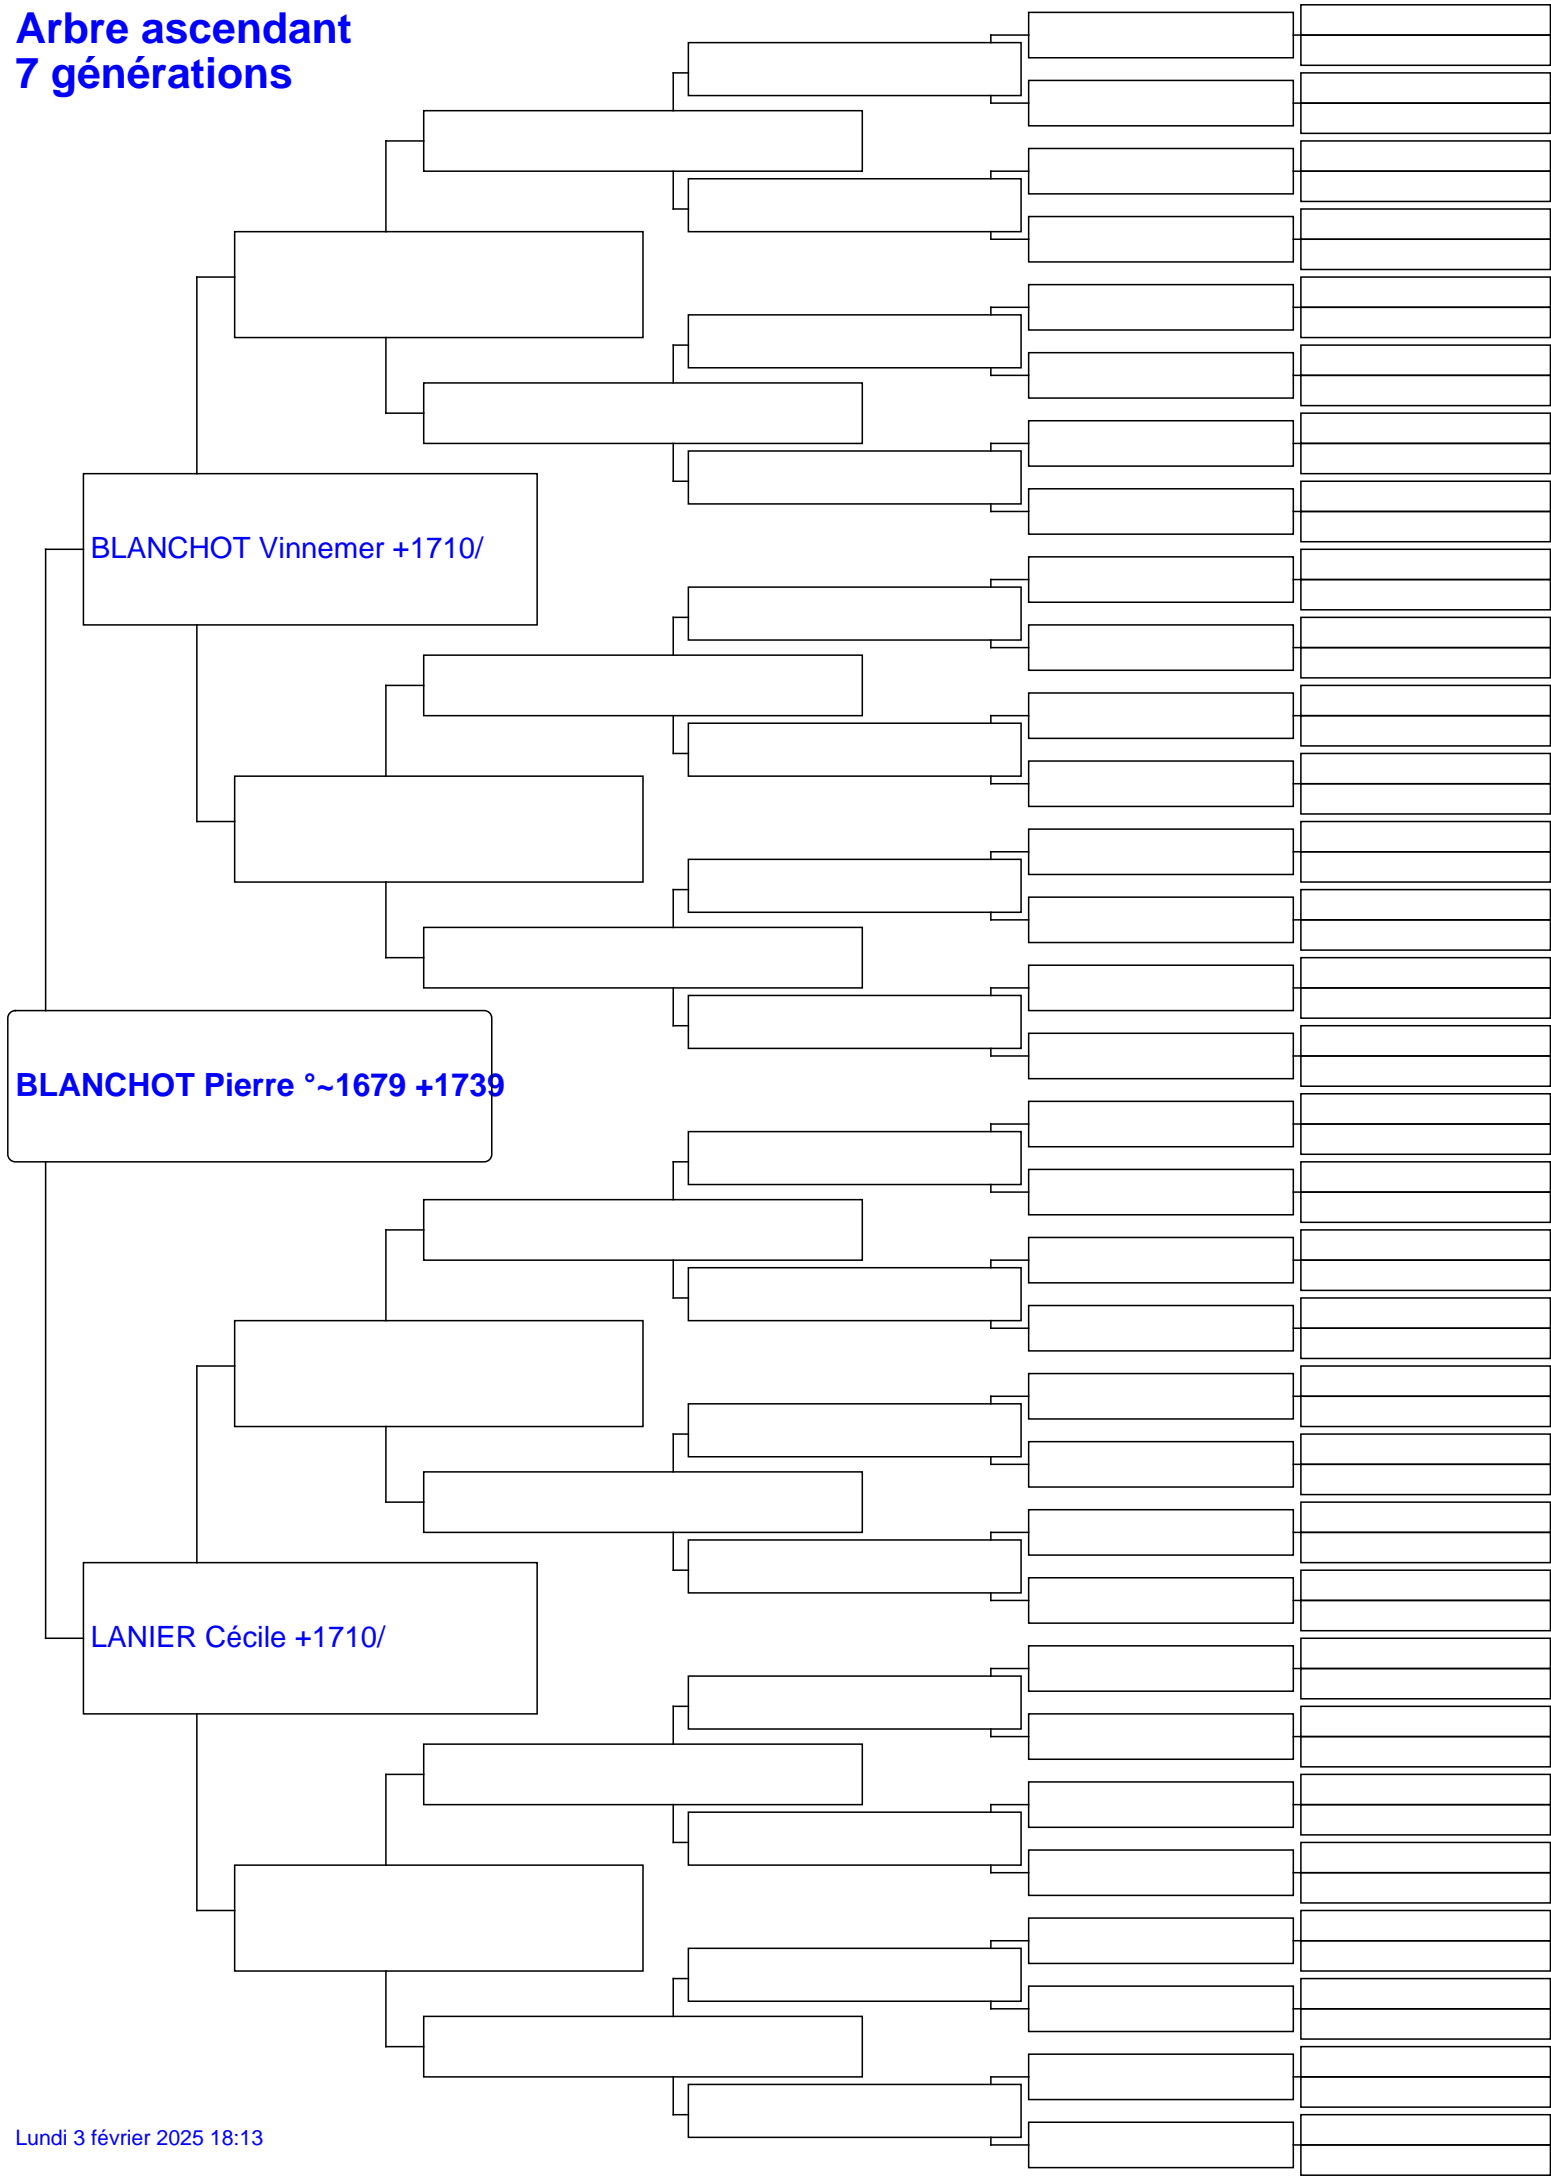 Arbre ascendant
7 générations
BLANCHOT Vinnemer +1710/
BLANCHOT Pierre °~1679 +1739
LANIER Cécile +1710/
Lundi 3 février 2025 18:13